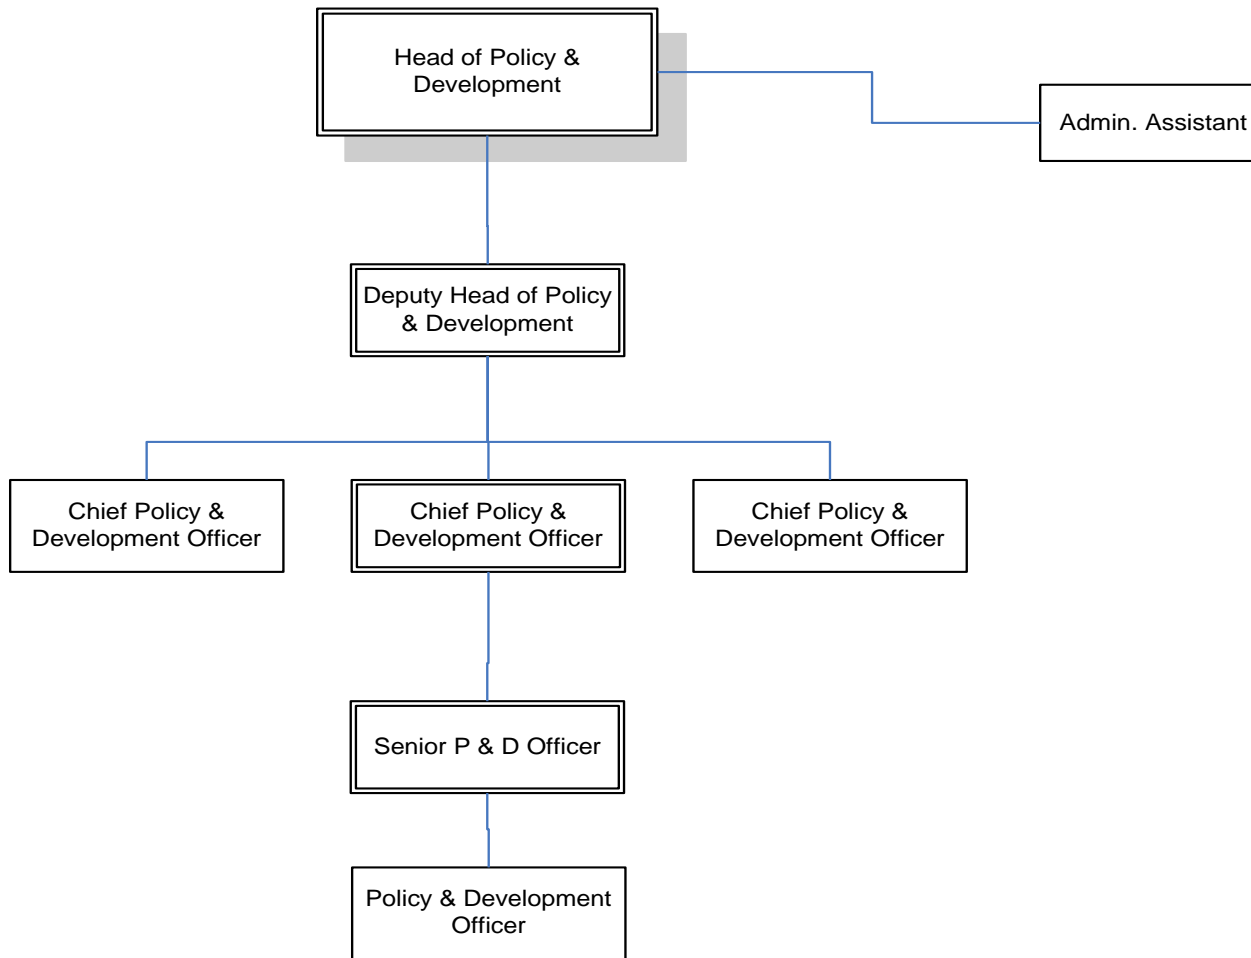 Head of Policy &
Development
Admin. Assistant
Deputy Head of Policy
& Development
Chief Policy &
Development Officer
Chief Policy &
Development Officer
Chief Policy &
Development Officer
Senior P & D Officer
Policy & Development
Officer